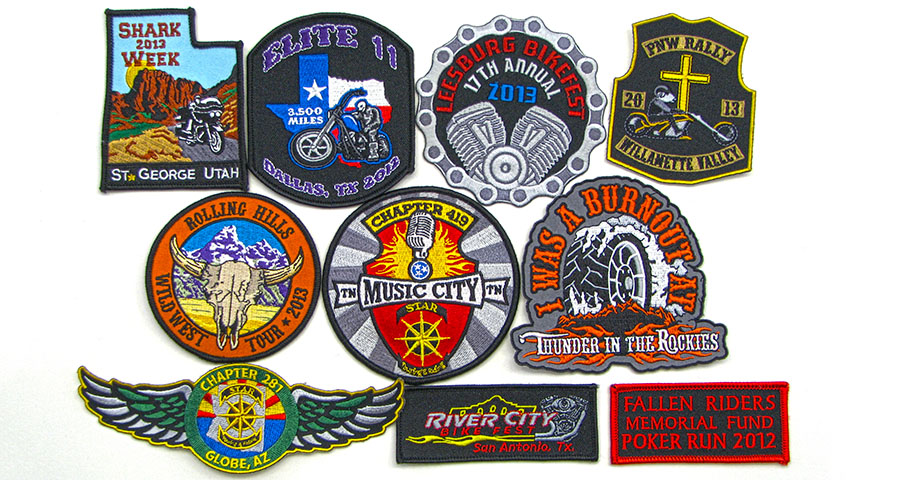 SHARK
2013
WEEK
ST★GEORGE UTAH
ELITE 11
3,500
MILES
DALLAS, TX 2012
LEESBURG BIKEFEST
17TH ANNUAL
2013
PNW RALLY
20 13
WILLAMETTE VALLEY
ROLLING HILLS
WILD WEST TOUR ★ 2013
CHAPTER 419
TN MUSIC CITY TN
STAR
I WAS A BURNOUT AT
THUNDER IN THE ROCKIES
CHAPTER 287
STAR
GLOBE, AZ
RIVER CITY
BIKE FEST
San Antonio, Tx.
FALLEN RIDERS
MEMORIAL FUND
POKER RUN 2012